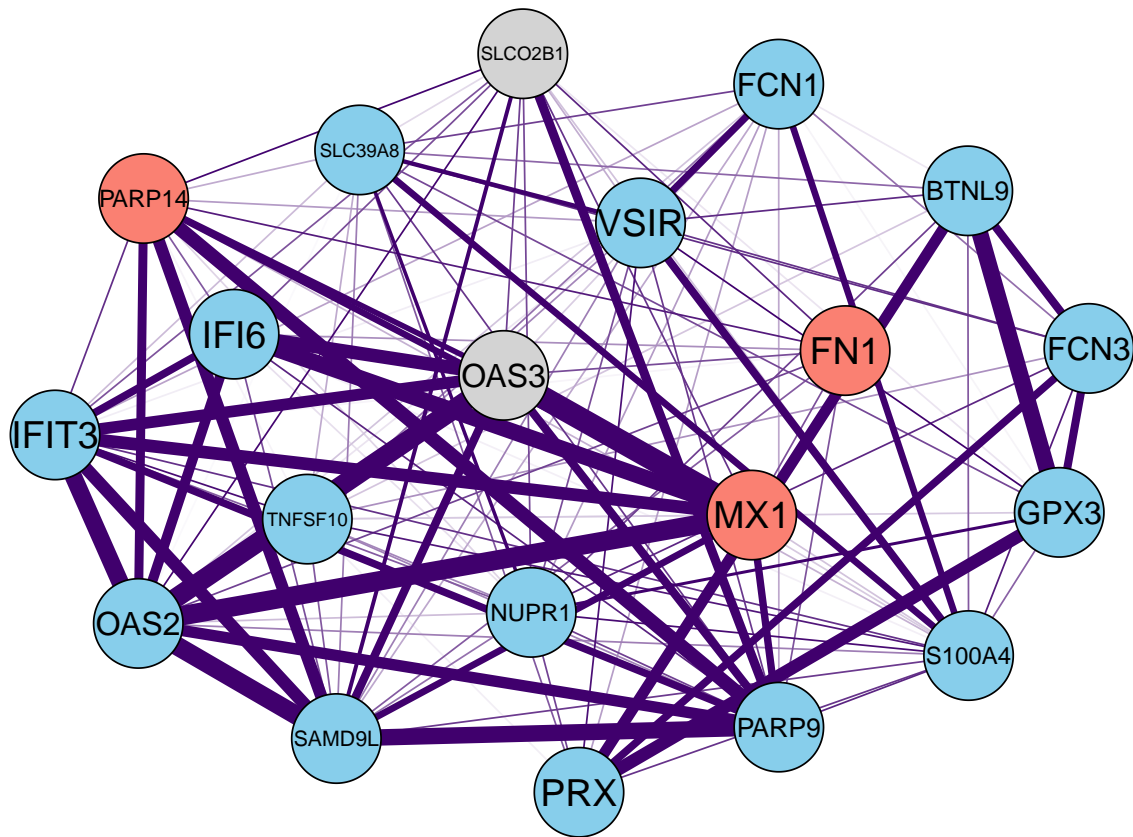 SLCO2B1
FCN1
SLC39A8
PARP14
BTNL9
VSIR
IFI6
FN1
FCN3
OAS3
IFIT3
TNFSF10
MX1
GPX3
OAS2
NUPR1
S100A4
SAMD9L
PARP9
PRX